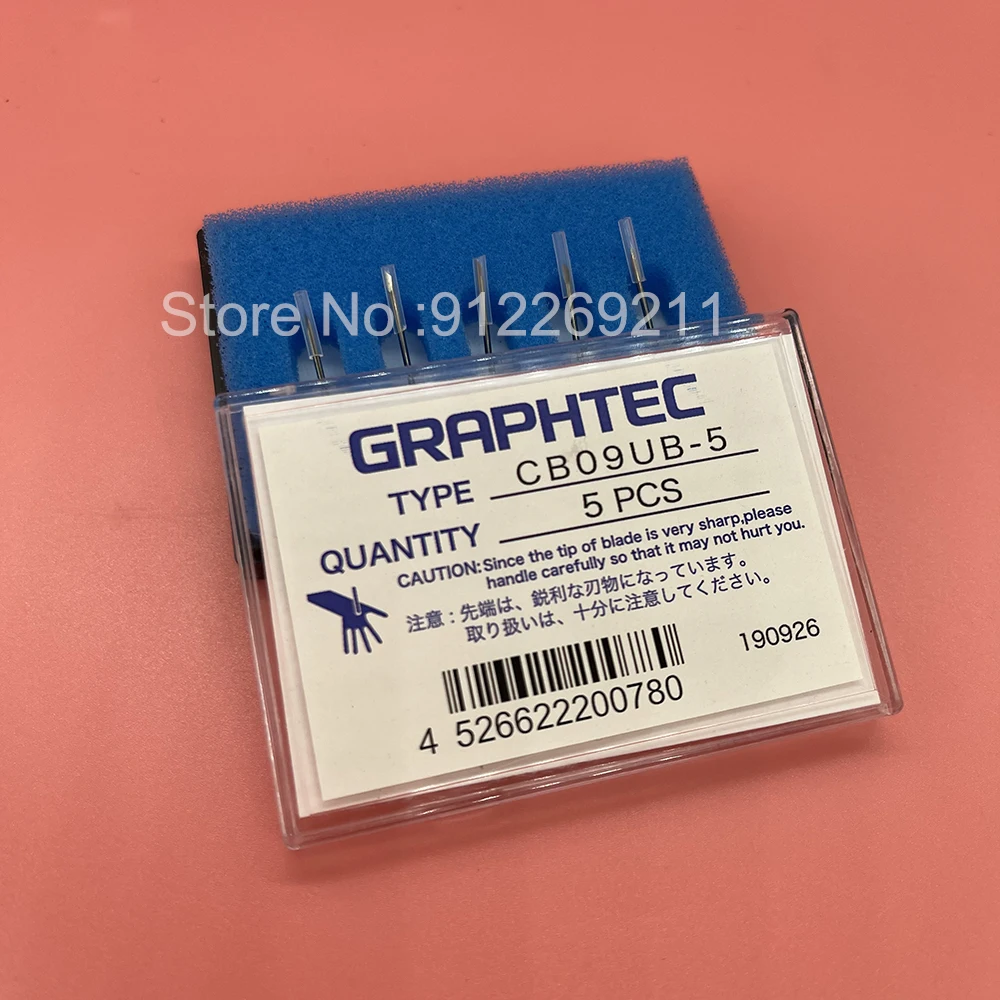 Store No.:912269211
GRAPHTEC
TYPE CB09UB-5
QUANTITY 5 PCS
CAUTION: Since the tip of blade is very sharp,please
handle carefully so that it may not hurt you.
注意：先端は、鋭利な刃物になっています。
取り扱いは、十分に注意してください。
190926
4 526622200780